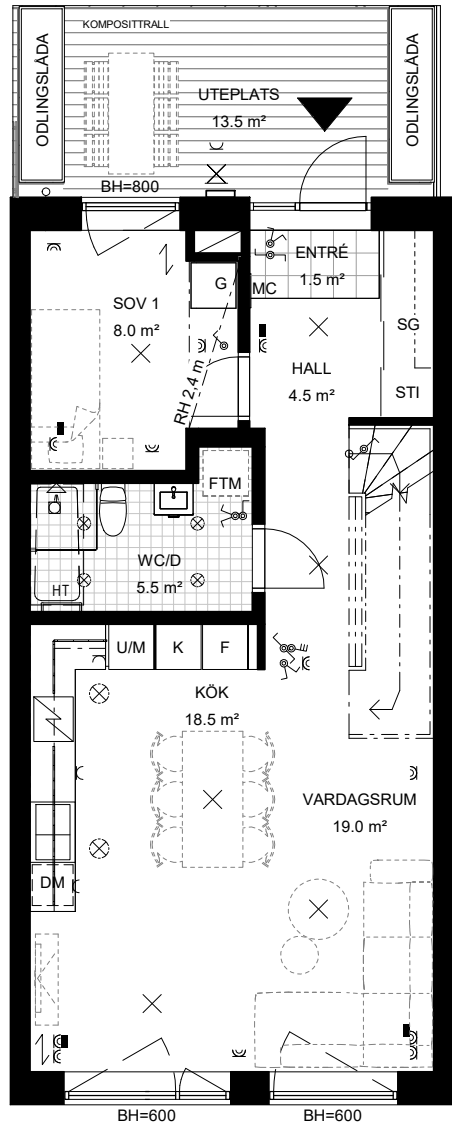 KOMPOSITTRALL
ODLINGSLÅDA
ODLINGSLÅDA
UTEPLATS
13.5 m²
BH=800
ENTRÉ
1.5 m²
G
MC
SOV 1
8.0 m²
SG
RH 2,4 m
HALL
4.5 m²
STI
FTM
WC/D
5.5 m²
HT
U/M
K
F
KÖK
18.5 m²
VARDAGSRUM
19.0 m²
DM
BH=600
BH=600